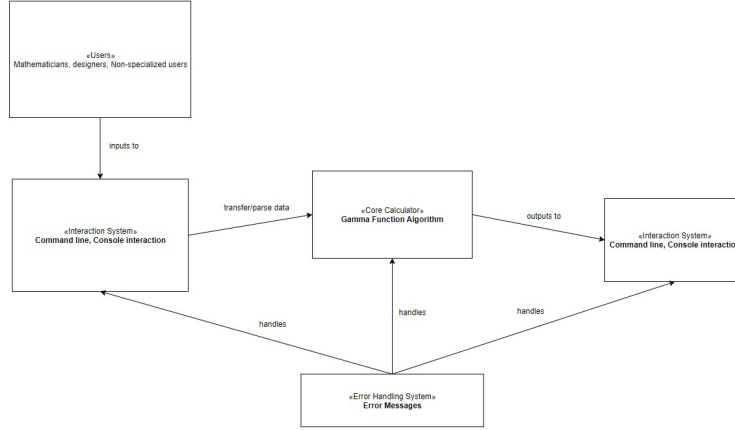 «Users»
Mathematicians, designers, Non-specialized users
inputs to
«Interaction System»
Command line, Console interaction
transfer/parse data
«Core Calculator»
Gamma Function Algorithm
outputs to
«Interaction System»
Command line, Console interactio
handles
handles
handles
«Error Handling System»
Error Messages